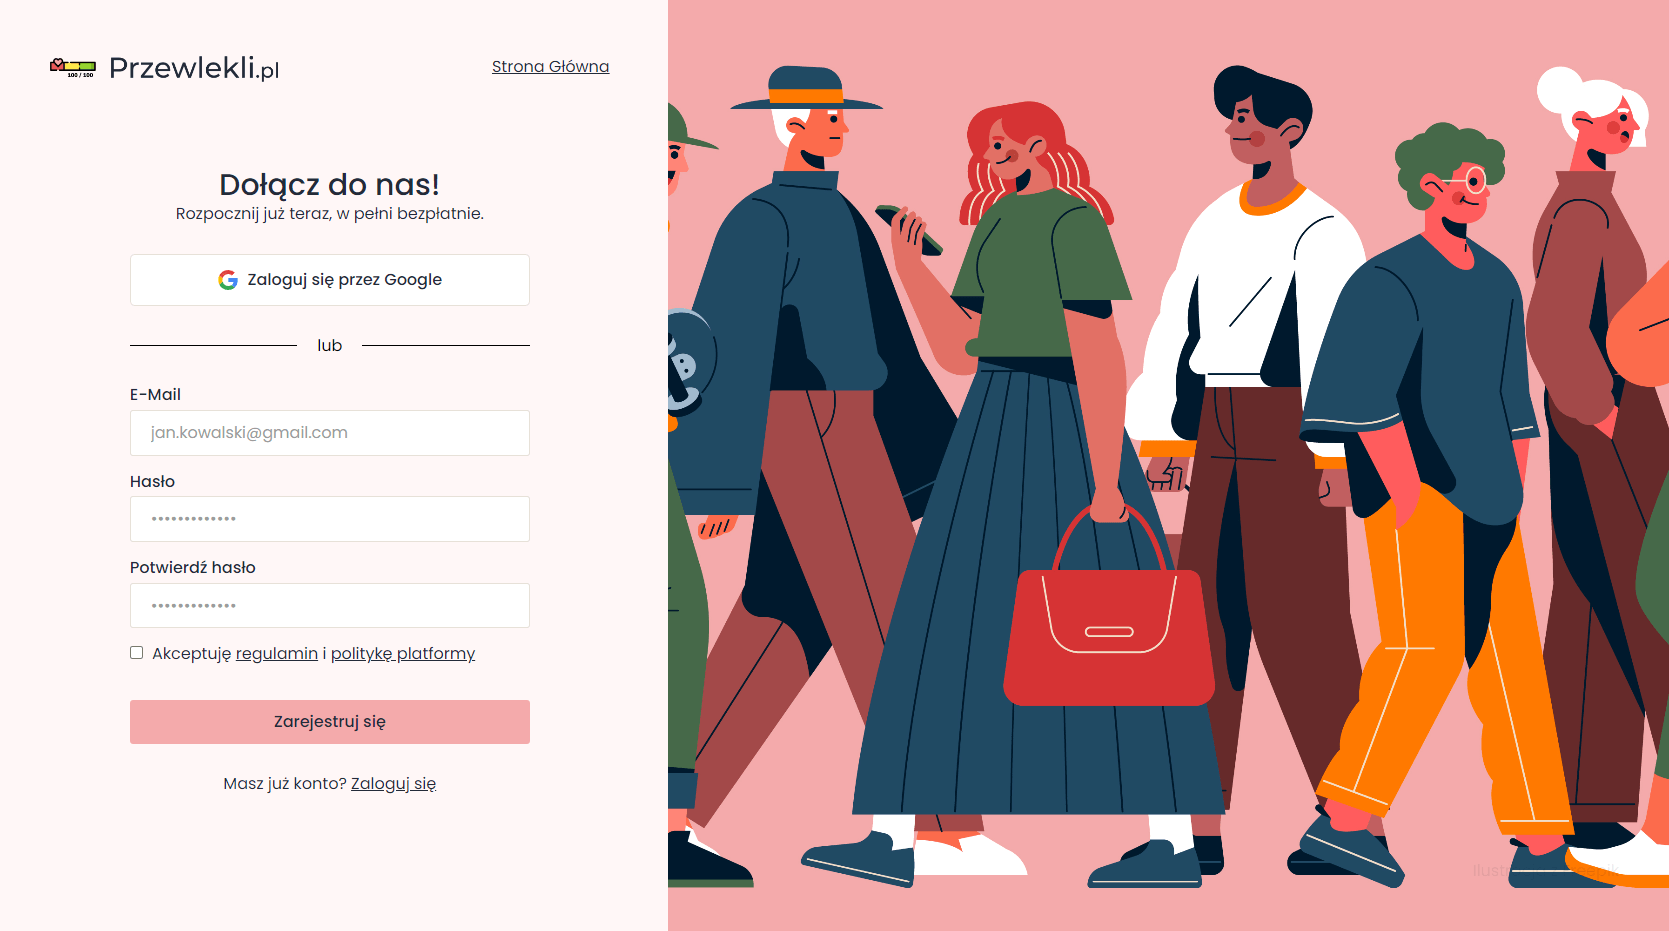 100 / 100
Przewlekli.pl
Strona Główna
Dołącz do nas!
Rozpocznij już teraz, w pełni bezpłatnie.
Zaloguj się przez Google
lub
E-Mail
jan.kowalski@gmail.com
Hasło
•••••••••••••
Potwierdź hasło
•••••••••••••
Akceptuję regulamin i politykę platformy
Zarejestruj się
Masz już konto? Zaloguj się